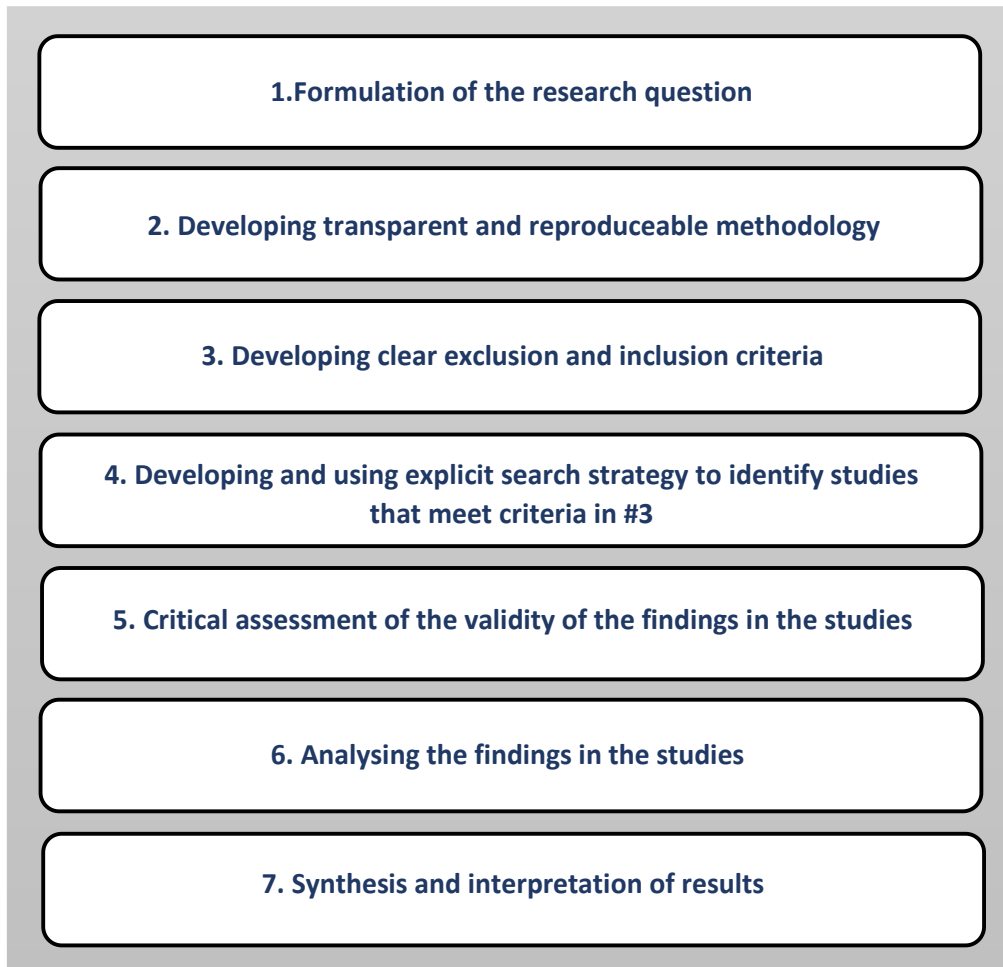 1.Formulation of the research question
2. Developing transparent and reproduceable methodology
3. Developing clear exclusion and inclusion criteria
4. Developing and using explicit search strategy to identify studies
that meet criteria in #3
5. Critical assessment of the validity of the findings in the studies
6. Analysing the findings in the studies
7. Synthesis and interpretation of results